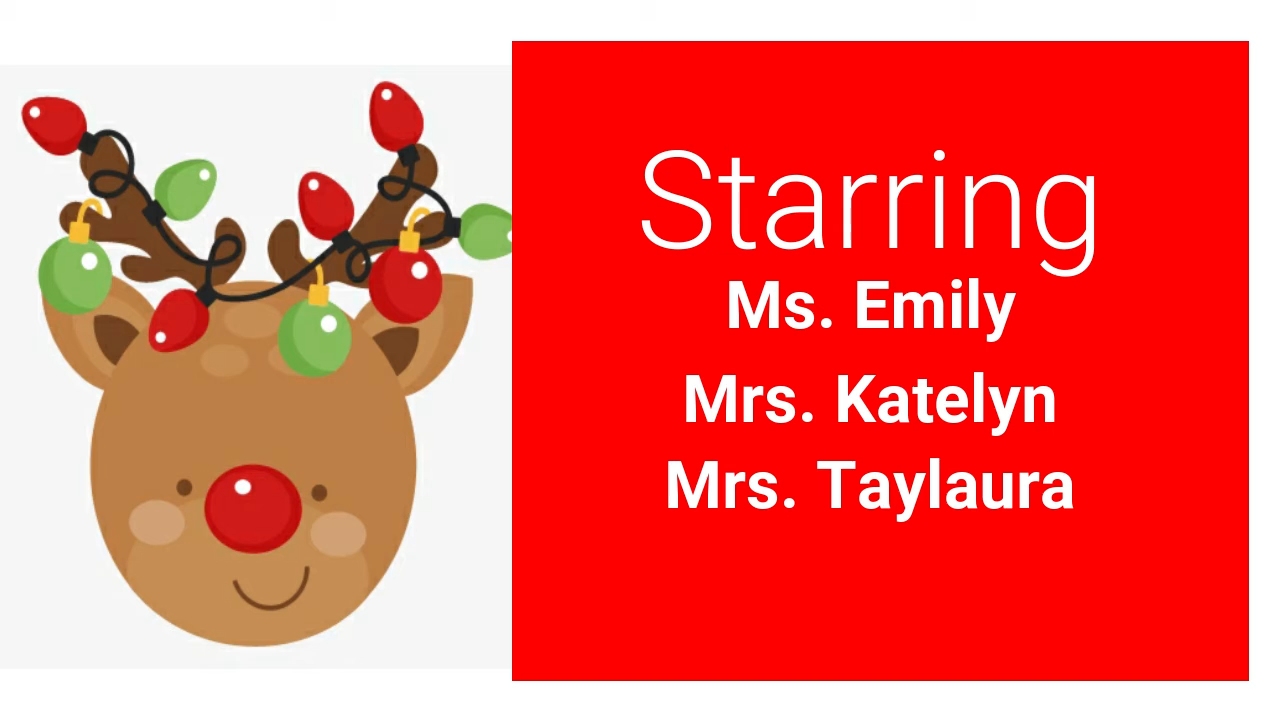 Starring
Ms. Emily
Mrs. Katelyn
Mrs. Taylaura